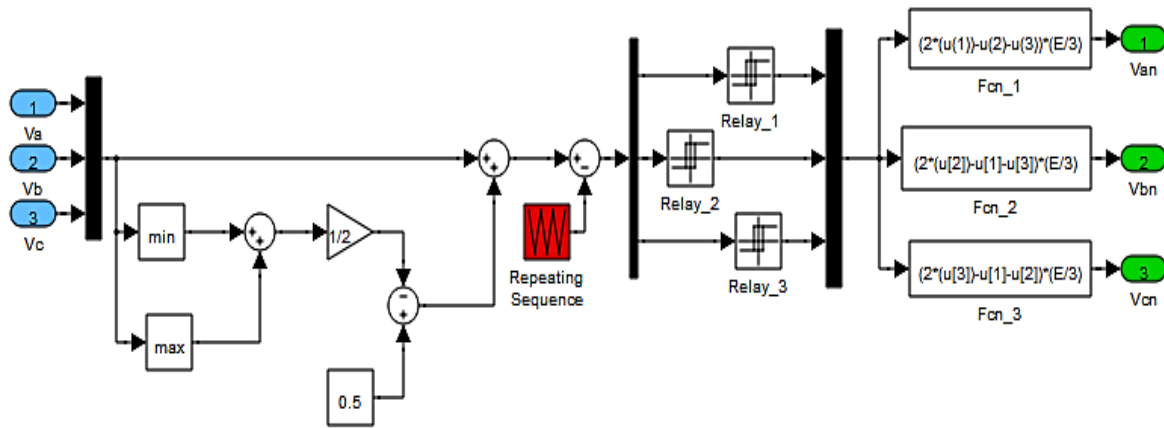 1
Va
2
Vb
3
Vc
min
max
1/2
0.5
Repeating
Sequence
Relay_1
Relay_2
Relay_3
(2*(u(1))-u(2)-u(3))*(E/3)
Fcn_1
(2*(u[2])-u[1]-u[3])*(E/3)
Fcn_2
(2*(u[3])-u[1]-u[2])*(E/3)
Fcn_3
1
Van
2
Vbn
3
Vcn